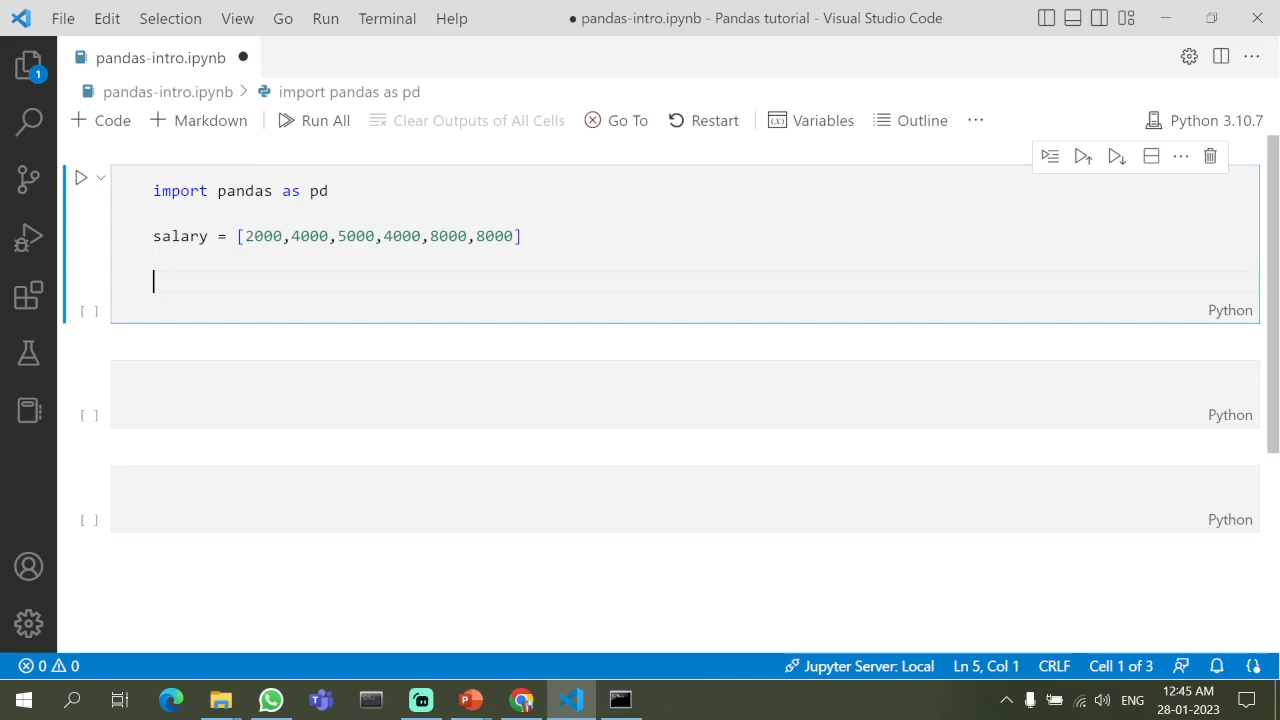 File Edit Selection View Go Run Terminal Help ● pandas-intro.ipynb - Pandas tutorial - Visual Studio Code
1 pandas-intro.ipynb
pandas-intro.ipynb > import pandas as pd
+ Code + Markdown Run All Clear Outputs of All Cells Go To Restart (x) Variables Outline ··· Python 3.10.7
import pandas as pd
salary = [2000,4000,5000,4000,8000,8000]
[ ] Python
[ ] Python
[ ] Python
0 0 Jupyter Server: Local Ln 5, Col 1 CRLF Cell 1 of 3
ENG 12:45 AM
28-01-2023